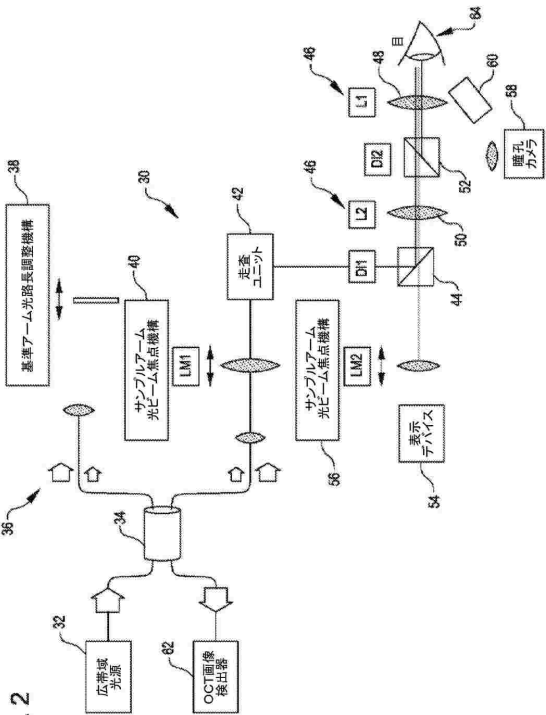 2
広帯域
光源
32
OCT画像
検出器
62
34
36
基準アーム光路長調整機構
38
サンプルアーム
光ビーム焦点機構
40
LM1
30
走査
ユニット
42
サンプルアーム
光ビーム焦点機構
56
LM2
表示
デバイス
54
DI1
44
L2
46
50
DI2
52
L1
46
48
目
64
60
瞳孔
カメラ
58